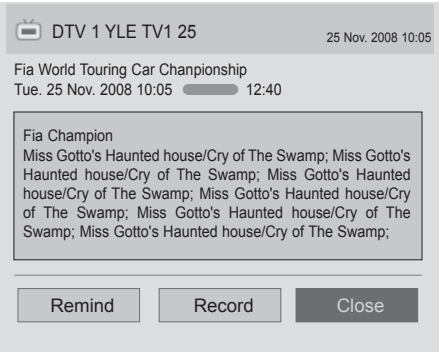 DTV 1 YLE TV1 25
25 Nov. 2008 10:05
Fia World Touring Car Chanpionship
Tue. 25 Nov. 2008 10:05 12:40
Fia Champion
Miss Gotto's Haunted house/Cry of The Swamp; Miss Gotto's
Haunted house/Cry of The Swamp; Miss Gotto's Haunted
house/Cry of The Swamp; Miss Gotto's Haunted house/Cry
of The Swamp; Miss Gotto's Haunted house/Cry of The
Swamp; Miss Gotto's Haunted house/Cry of The Swamp;
Remind Record Close